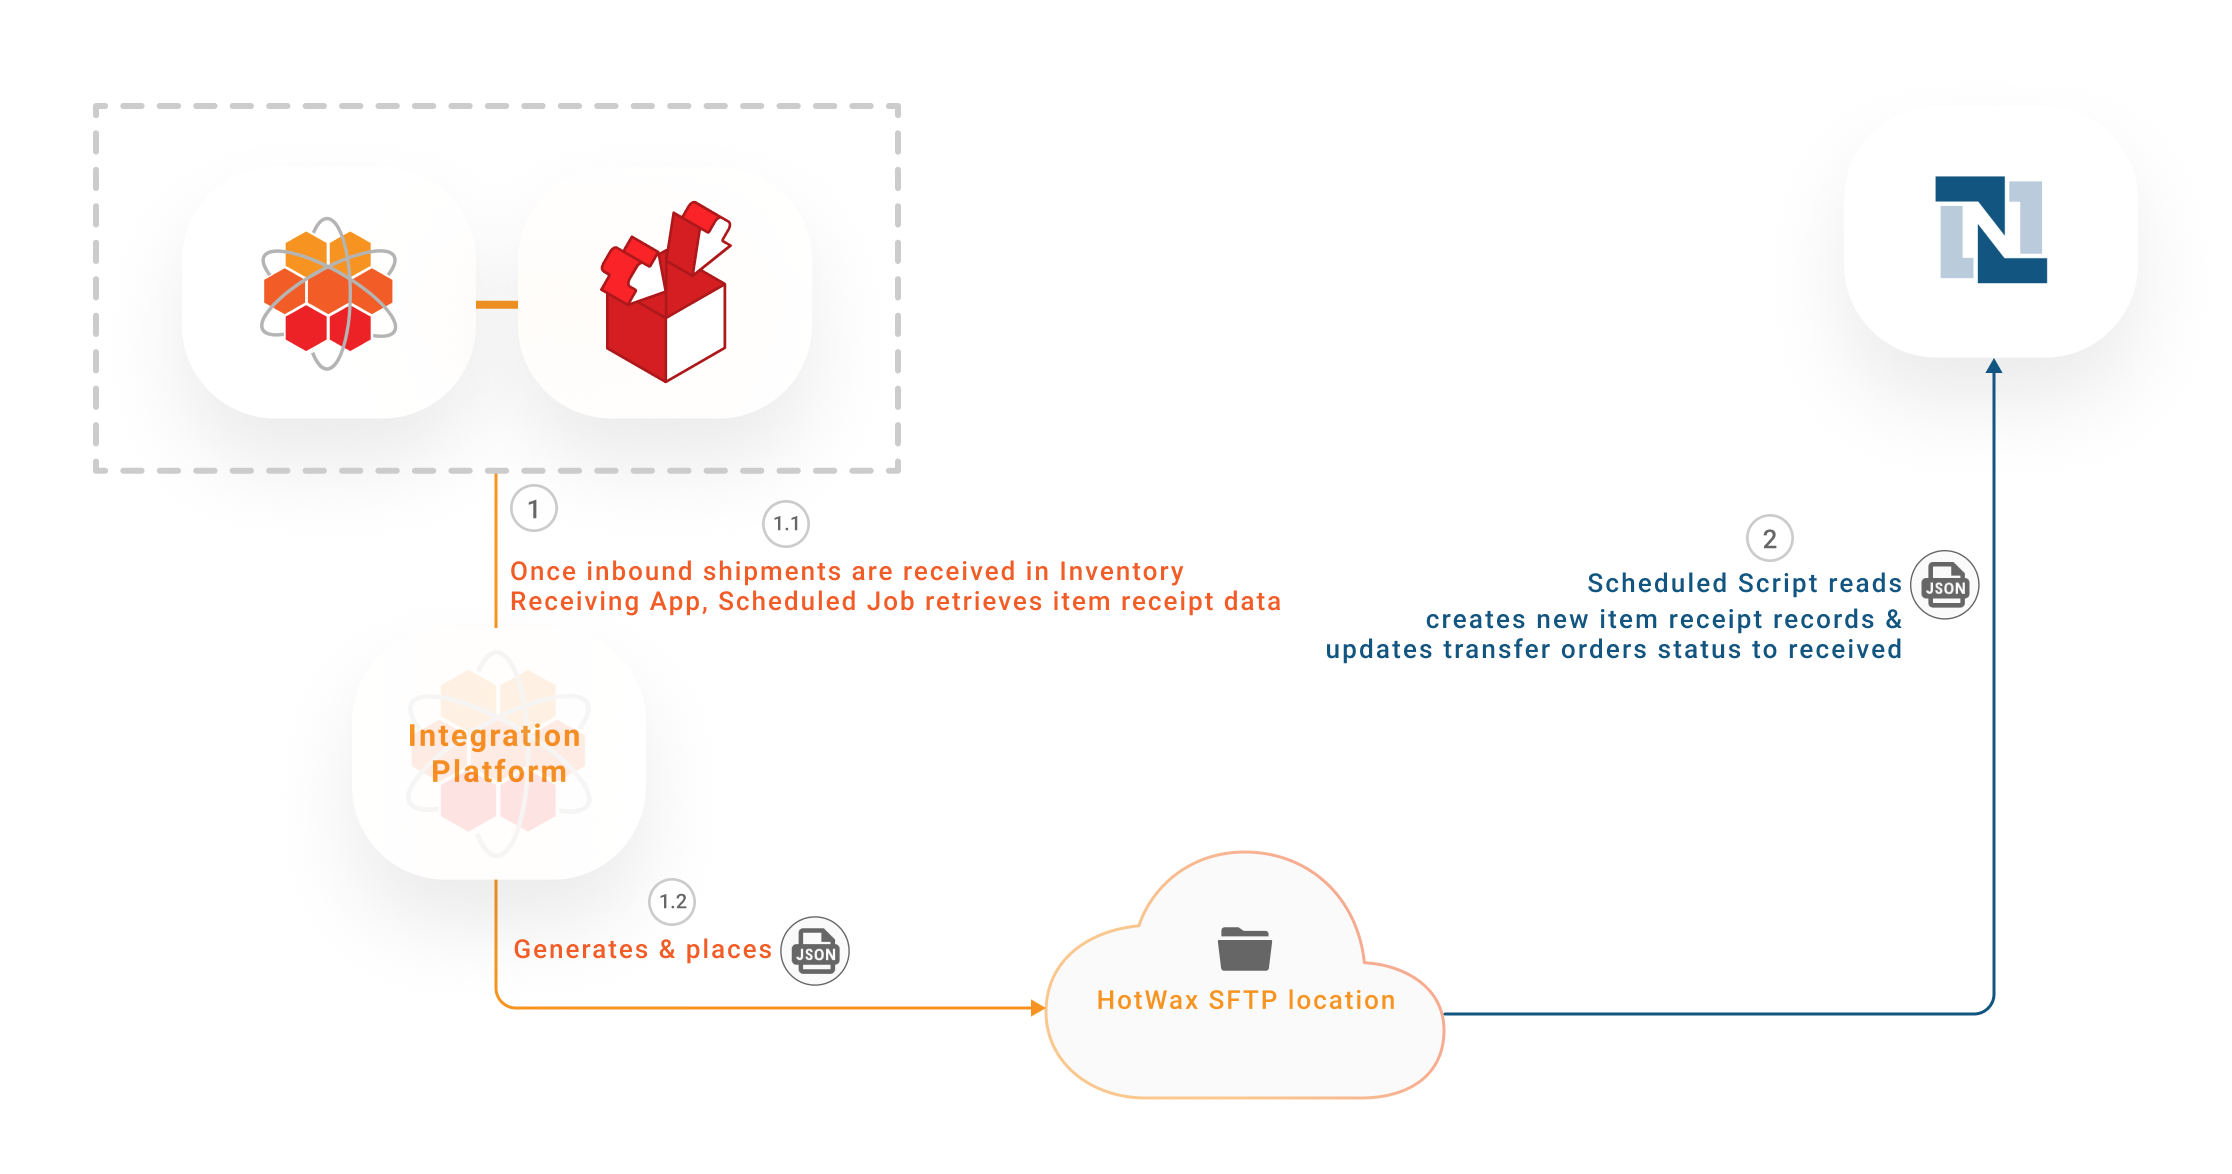 1
1.1
Once inbound shipments are received in Inventory
Receiving App, Scheduled Job retrieves item receipt data
2
Scheduled Script reads
JSON
creates new item receipt records &
updates transfer orders status to received
Integration
Platform
1.2
Generates & places
JSON
HotWax SFTP location
N